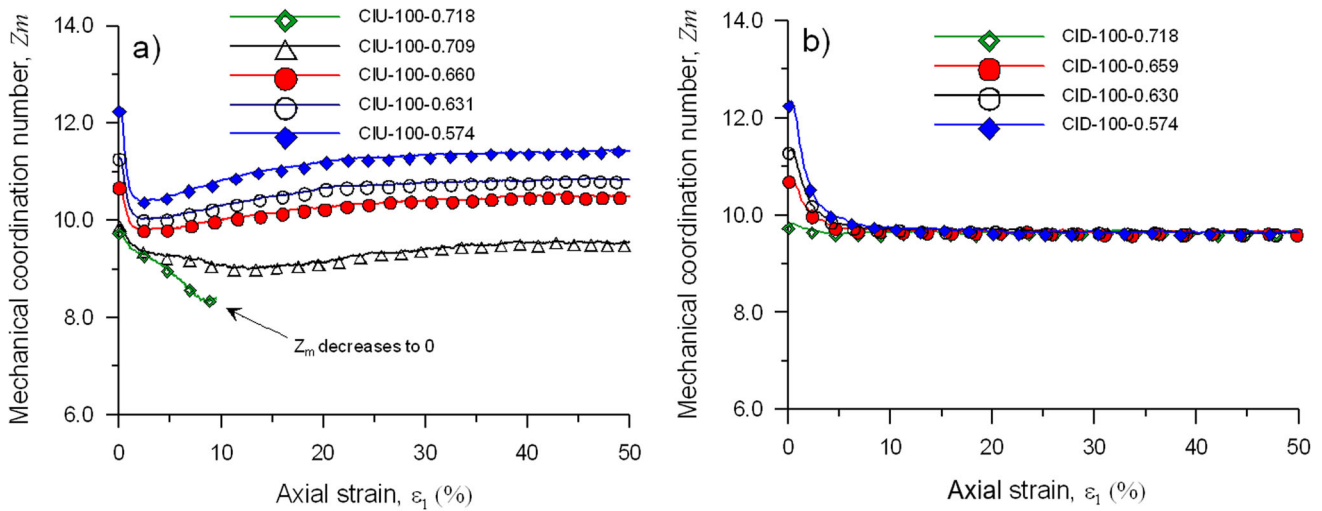 a)
Mechanical coordination number, Zm
14.0
12.0
10.0
8.0
6.0
CIU-100-0.718
CIU-100-0.709
CIU-100-0.660
CIU-100-0.631
CIU-100-0.574
Zm decreases to 0
0 10 20 30 40 50
Axial strain, ε1 (%)
b)
Mechanical coordination number, Zm
14.0
12.0
10.0
8.0
6.0
CID-100-0.718
CID-100-0.659
CID-100-0.630
CID-100-0.574
0 10 20 30 40 50
Axial strain, ε1 (%)